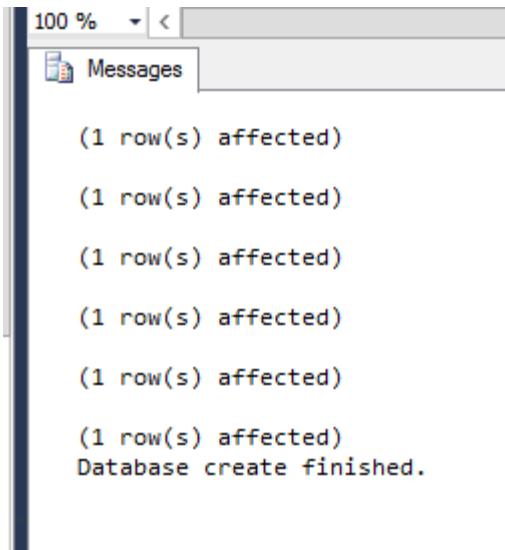 100 %
Messages
(1 row(s) affected)
(1 row(s) affected)
(1 row(s) affected)
(1 row(s) affected)
(1 row(s) affected)
(1 row(s) affected)
Database create finished.